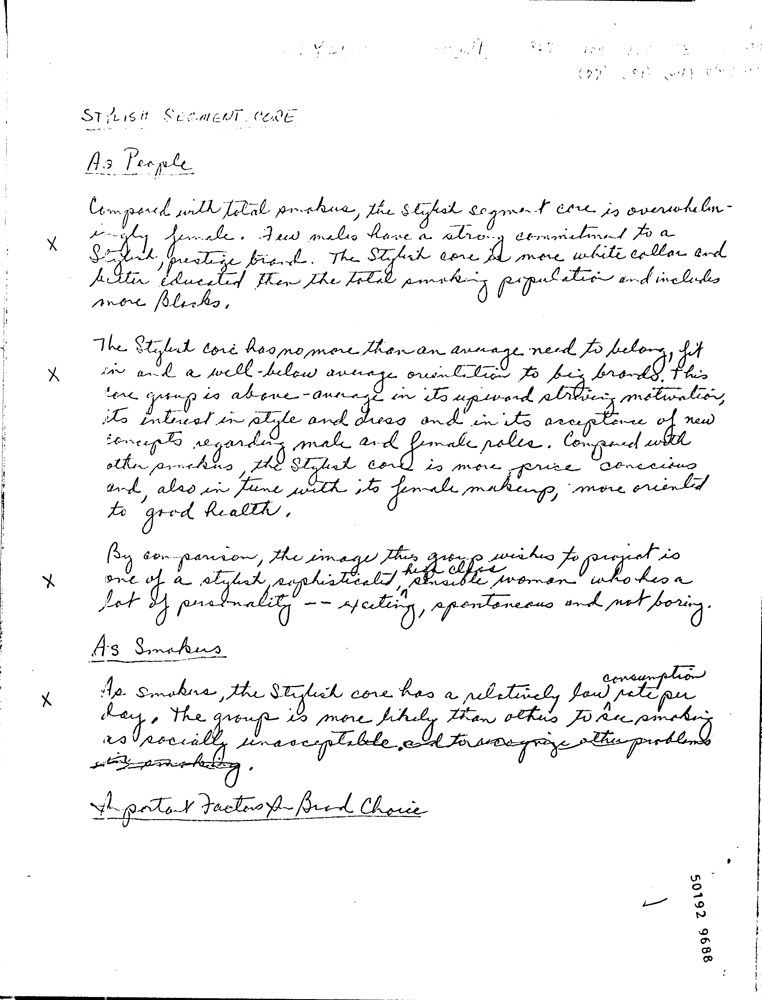 STYLISH SEGMENT CORE
As People
Compared with total smokers, the Stylish segment core is overwhelm-
ingly female. Few males have a strong commitment to a
X
Stylish, prestige brand. The Stylish core is more white collar and
better educated than the total smoking population and includes
more Blacks.
The Stylish core has no more than an average need to belong, fit
X
in and a well-below average orientation to big brands. This
core group is above-average in its upward striving motivation,
its interest in style and dress and in its acceptance of new
concepts regarding male and female roles. Compared with
other smokers, the Stylish core is more price conscious
and, also in tune with its female makeup, more oriented
to good health.
By comparison, the image this group wishes to project is
high class
X
one of a stylish, sophisticated, sensible woman who has a
lot of personality -- exciting, spontaneous and not boring.
As Smokers
consumption
X
As smokers, the Stylish core has a relatively low rate per
day. The group is more likely than others to see smoking
as socially unacceptable and to recognize other problems
with smoking.
Important Factors In Brand Choice
50192 9688